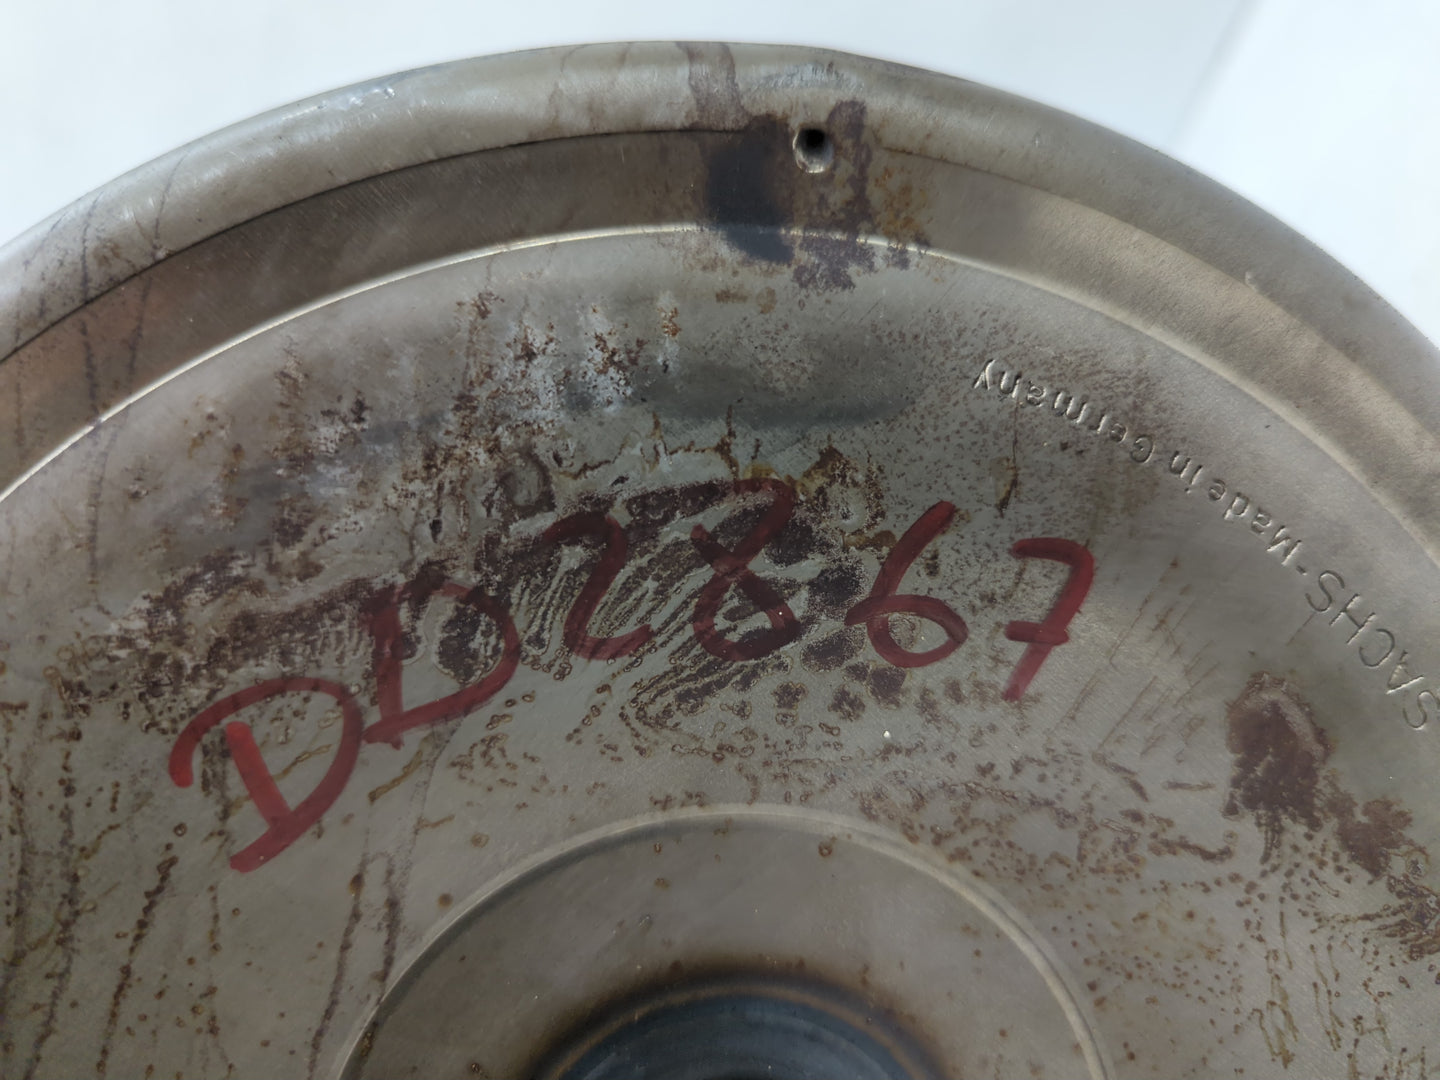 DD2867
SACHS - Made in Germany